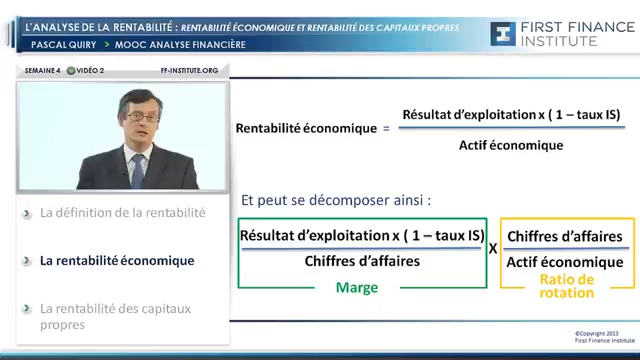 L'ANALYSE DE LA RENTABILITÉ : RENTABILITÉ ÉCONOMIQUE ET RENTABILITÉ DES CAPITAUX PROPRES
PASCAL QUIRY > MOOC ANALYSE FINANCIÈRE
FIRST FINANCE
INSTITUTE
SEMAINE 4 VIDÉO 2 FF-INSTITUTE.ORG
La définition de la rentabilité
La rentabilité économique
La rentabilité des capitaux
propres
Résultat d'exploitation x ( 1 – taux IS)
Rentabilité économique =
Actif économique
Et peut se décomposer ainsi :
Résultat d'exploitation x ( 1 – taux IS)
Chiffres d'affaires
Marge
X
Chiffres d'affaires
Actif économique
Ratio de
rotation
©Copyright 2013
First Finance Institute